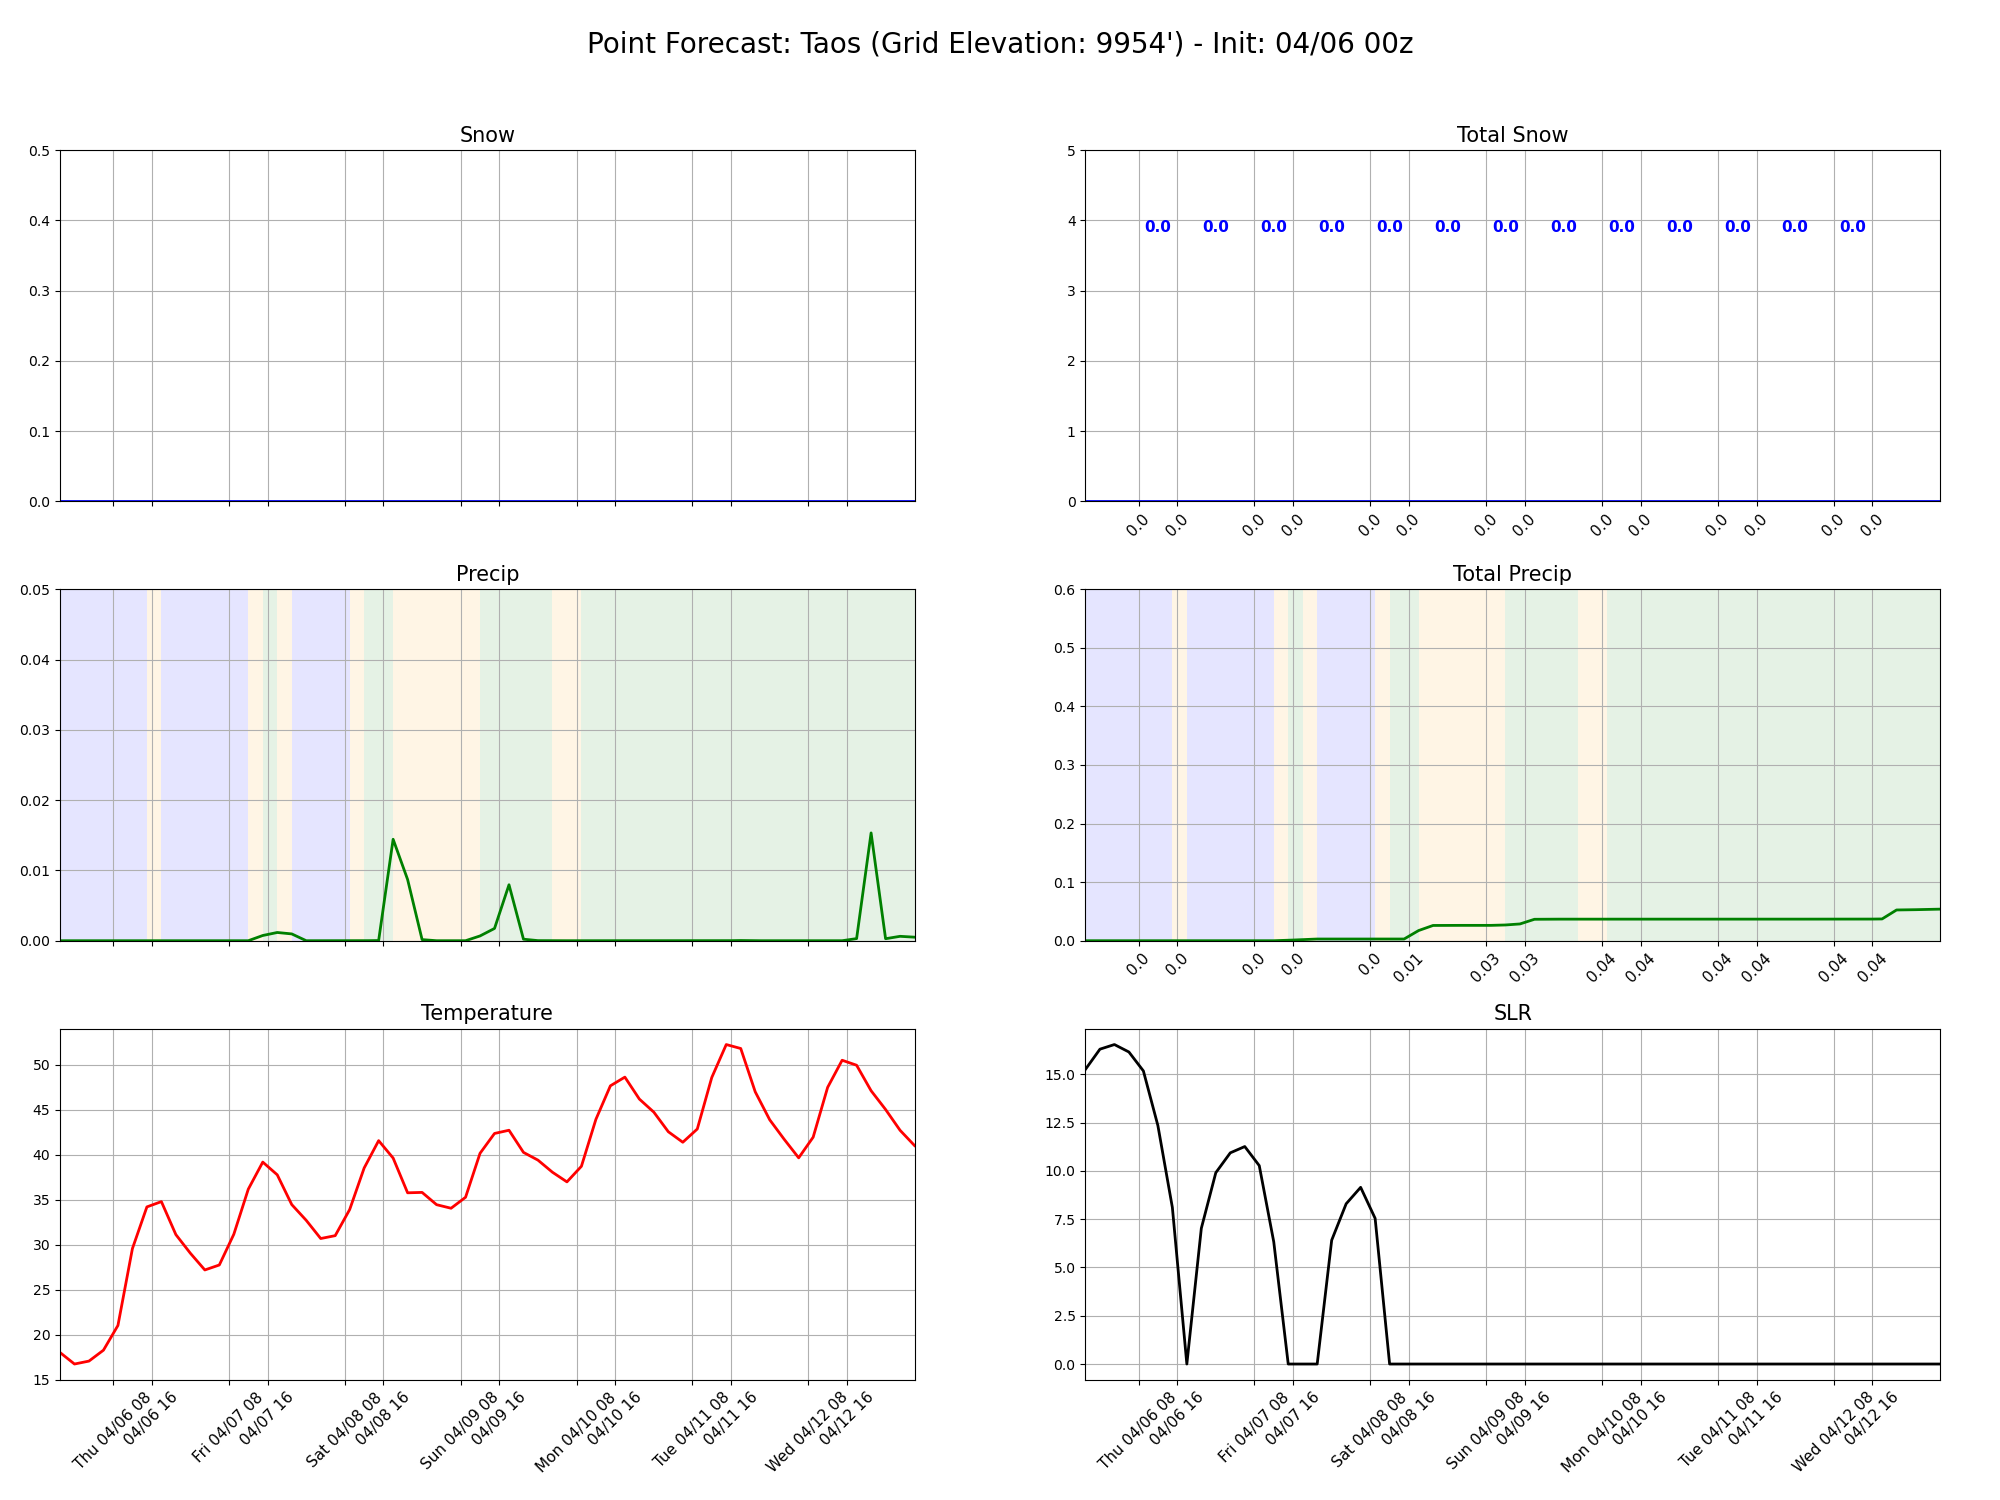 Point Forecast: Taos (Grid Elevation: 9954') - Init: 04/06 00z
Snow
0.5
0.4
0.3
0.2
0.1
0.0
Total Snow
5
4
3
2
1
0
0.0 0.0 0.0 0.0 0.0 0.0 0.0 0.0 0.0 0.0 0.0 0.0 0.0
0.0 0.0 0.0 0.0 0.0 0.0 0.0 0.0 0.0 0.0 0.0 0.0 0.0 0.0
Precip
0.05
0.04
0.03
0.02
0.01
0.00
Total Precip
0.6
0.5
0.4
0.3
0.2
0.1
0.0
0.0 0.0 0.0 0.0 0.0 0.01 0.03 0.03 0.04 0.04 0.04 0.04 0.04 0.04
Temperature
50
45
40
35
30
25
20
15
Thu 04/06 08
04/06 16
Fri 04/07 08
04/07 16
Sat 04/08 08
04/08 16
Sun 04/09 08
04/09 16
Mon 04/10 08
04/10 16
Tue 04/11 08
04/11 16
Wed 04/12 08
04/12 16
SLR
15.0
12.5
10.0
7.5
5.0
2.5
0.0
Thu 04/06 08
04/06 16
Fri 04/07 08
04/07 16
Sat 04/08 08
04/08 16
Sun 04/09 08
04/09 16
Mon 04/10 08
04/10 16
Tue 04/11 08
04/11 16
Wed 04/12 08
04/12 16